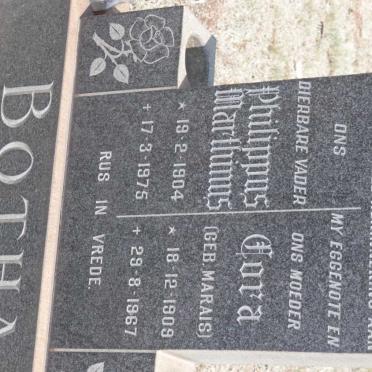 ONS
DIERBARE VADER
Philippus
Marthinus
* 19·2·1904
+ 17·3·1975
MY EGGENOTE EN
ONS MOEDER
Cora
(GEB. MARAIS)
* 18·12·1909
+ 29·8·1967
RUS IN VREDE.
BOTHA